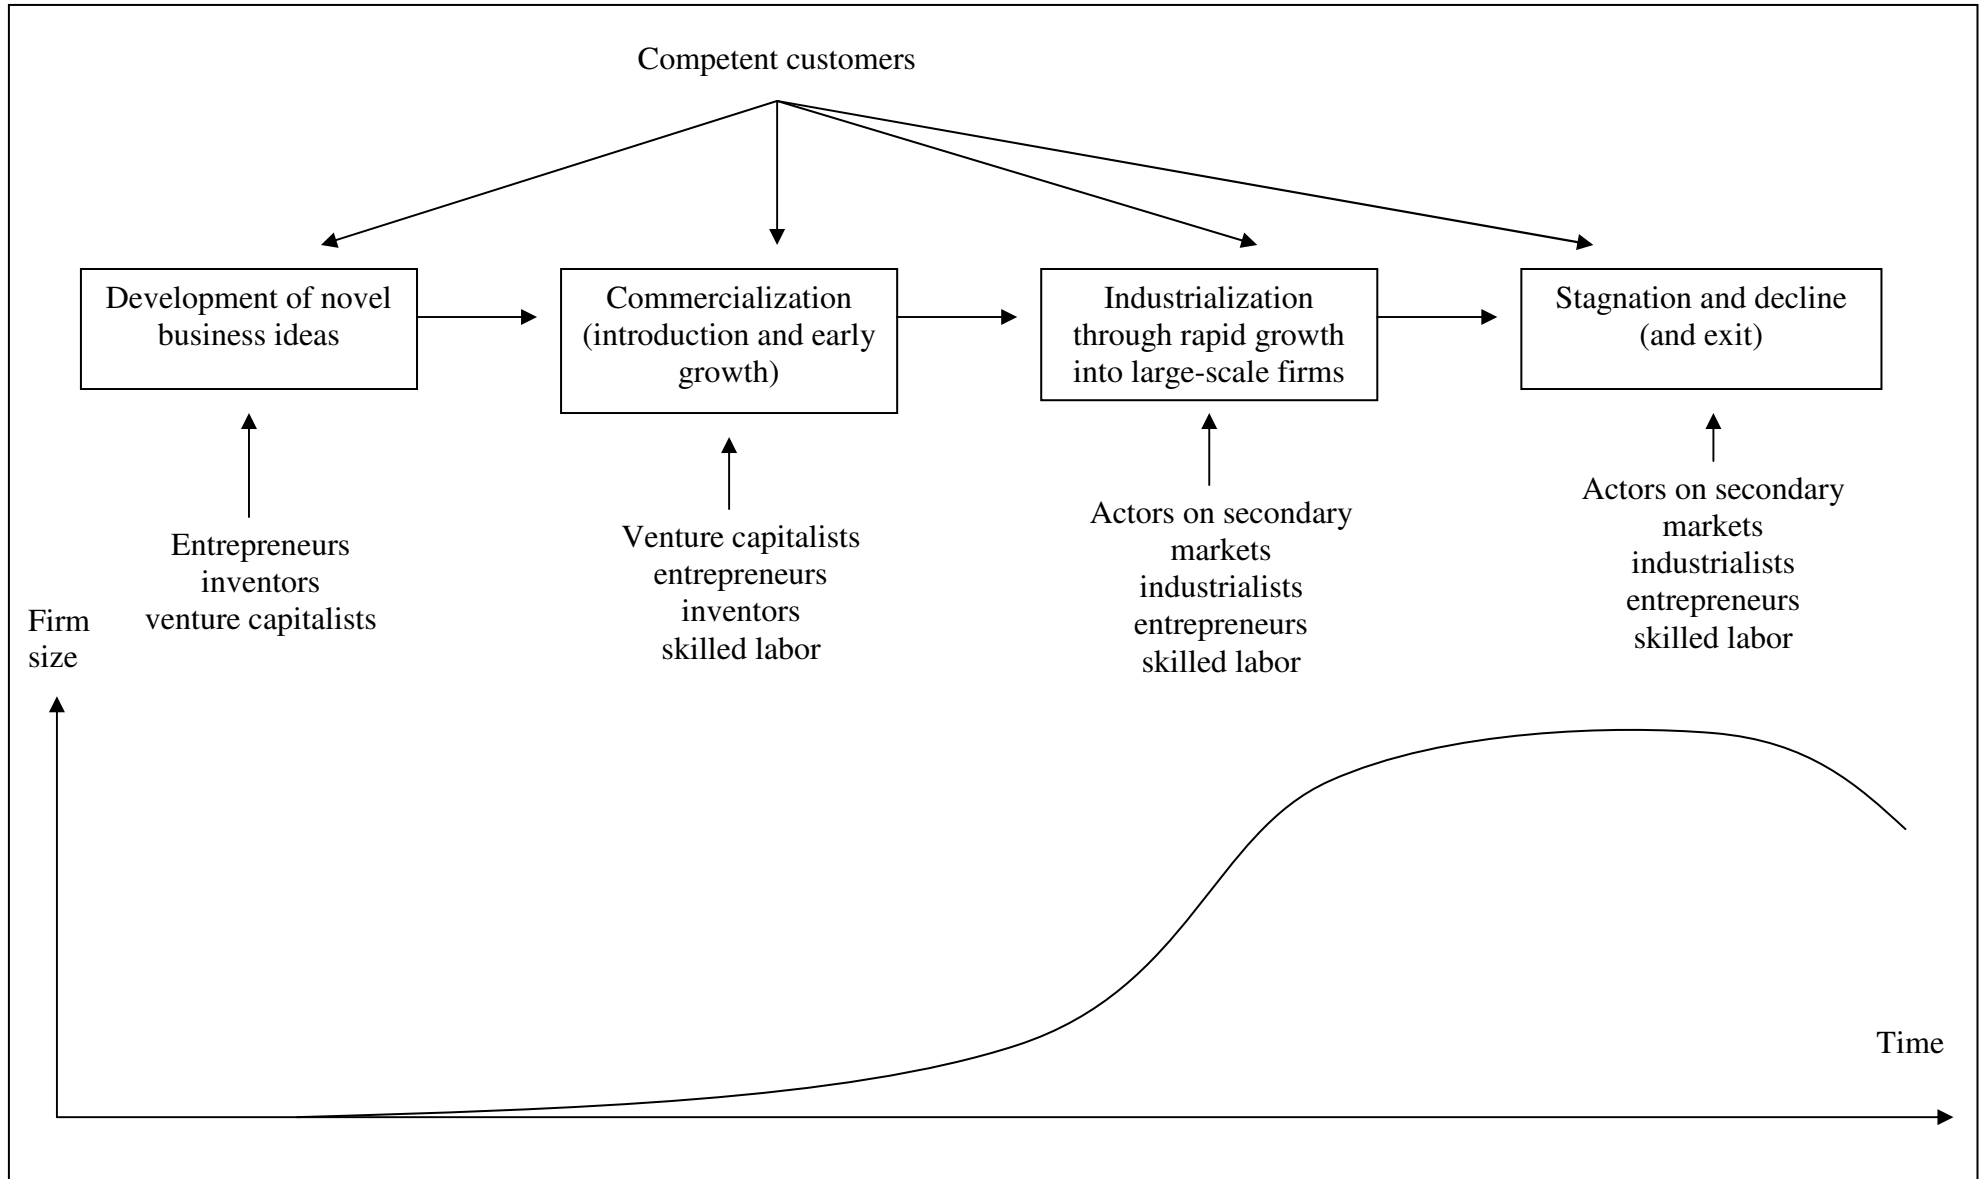 Competent customers
Development of novel
business ideas
Commercialization
(introduction and early
growth)
Industrialization
through rapid growth
into large-scale firms
Stagnation and decline
(and exit)
Entrepreneurs
inventors
venture capitalists
Venture capitalists
entrepreneurs
inventors
skilled labor
Actors on secondary
markets
industrialists
entrepreneurs
skilled labor
Actors on secondary
markets
industrialists
entrepreneurs
skilled labor
Firm
size
Time